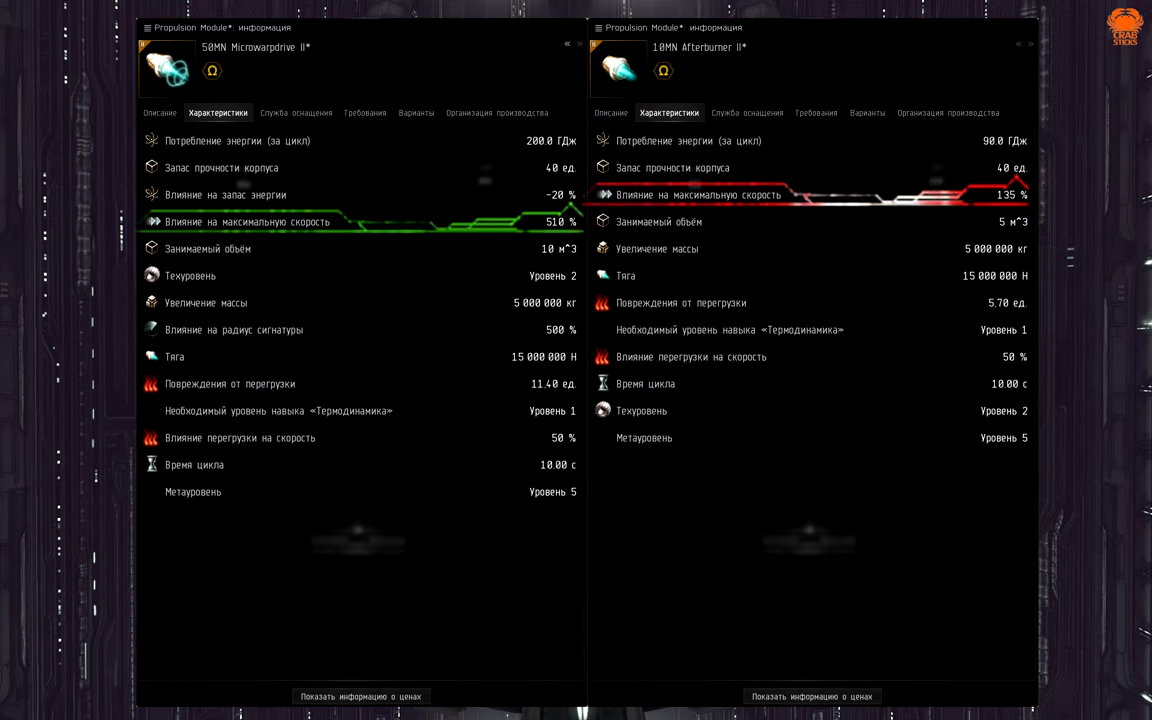 Propulsion Module*: информация
50MN Microwarpdrive II*
Ω
Описание Характеристики Служба оснащения Требования Варианты Организация производства
Потребление энергии (за цикл) 200.0 ГДж
Запас прочности корпуса 40 ед.
Влияние на запас энергии -20 %
Влияние на максимальную скорость 510 %
Занимаемый объём 10 м^3
Техуровень Уровень 2
Увеличение массы 5 000 000 кг
Влияние на радиус сигнатуры 500 %
Тяга 15 000 000 Н
Повреждения от перегрузки 11.40 ед.
Необходимый уровень навыка «Термодинамика» Уровень 1
Влияние перегрузки на скорость 50 %
Время цикла 10.00 с
Метауровень Уровень 5
Показать информацию о ценах
Propulsion Module*: информация
10MN Afterburner II*
Ω
Описание Характеристики Служба оснащения Требования Варианты Организация производства
Потребление энергии (за цикл) 90.0 ГДж
Запас прочности корпуса 40 ед.
Влияние на максимальную скорость 135 %
Занимаемый объём 5 м^3
Увеличение массы 5 000 000 кг
Тяга 15 000 000 Н
Повреждения от перегрузки 5,70 ед.
Необходимый уровень навыка «Термодинамика» Уровень 1
Влияние перегрузки на скорость 50 %
Время цикла 10.00 с
Техуровень Уровень 2
Метауровень Уровень 5
Показать информацию о ценах
CRAB
STICKS